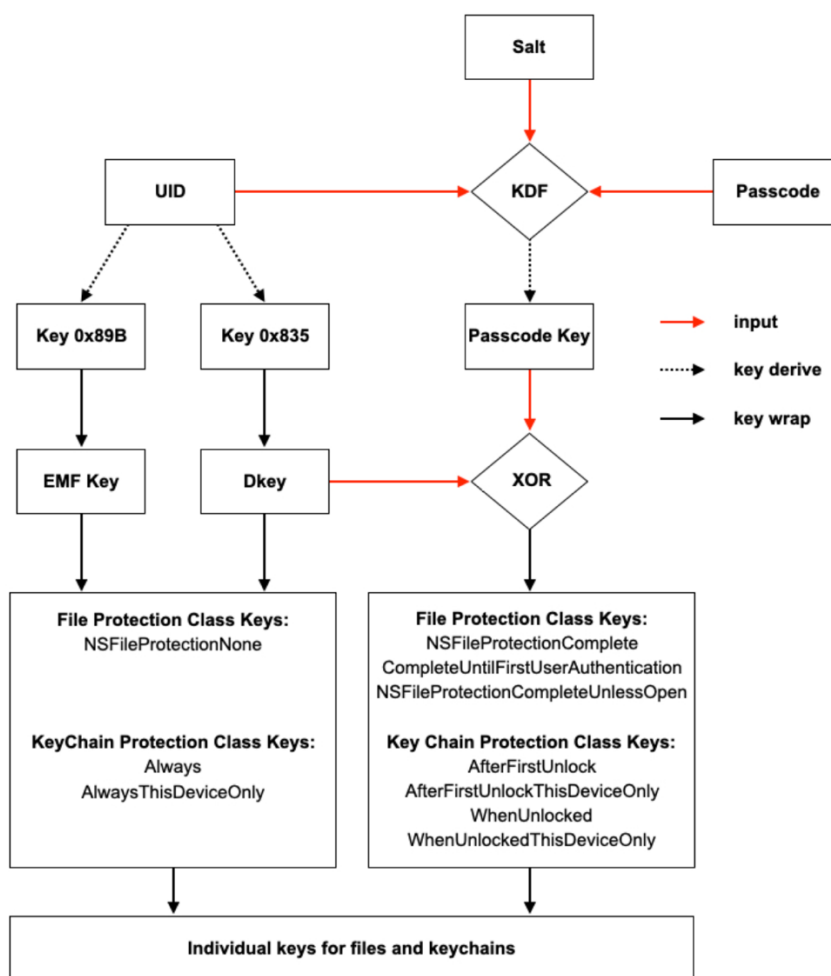 Salt
UID
KDF
Passcode
Key 0x89B
Key 0x835
Passcode Key
input
key derive
key wrap
EMF Key
Dkey
XOR
File Protection Class Keys:
NSFileProtectionNone
KeyChain Protection Class Keys:
Always
AlwaysThisDeviceOnly
File Protection Class Keys:
NSFileProtectionComplete
CompleteUntilFirstUserAuthentication
NSFileProtectionCompleteUnlessOpen
Key Chain Protection Class Keys:
AfterFirstUnlock
AfterFirstUnlockThisDeviceOnly
WhenUnlocked
WhenUnlockedThisDeviceOnly
Individual keys for files and keychains